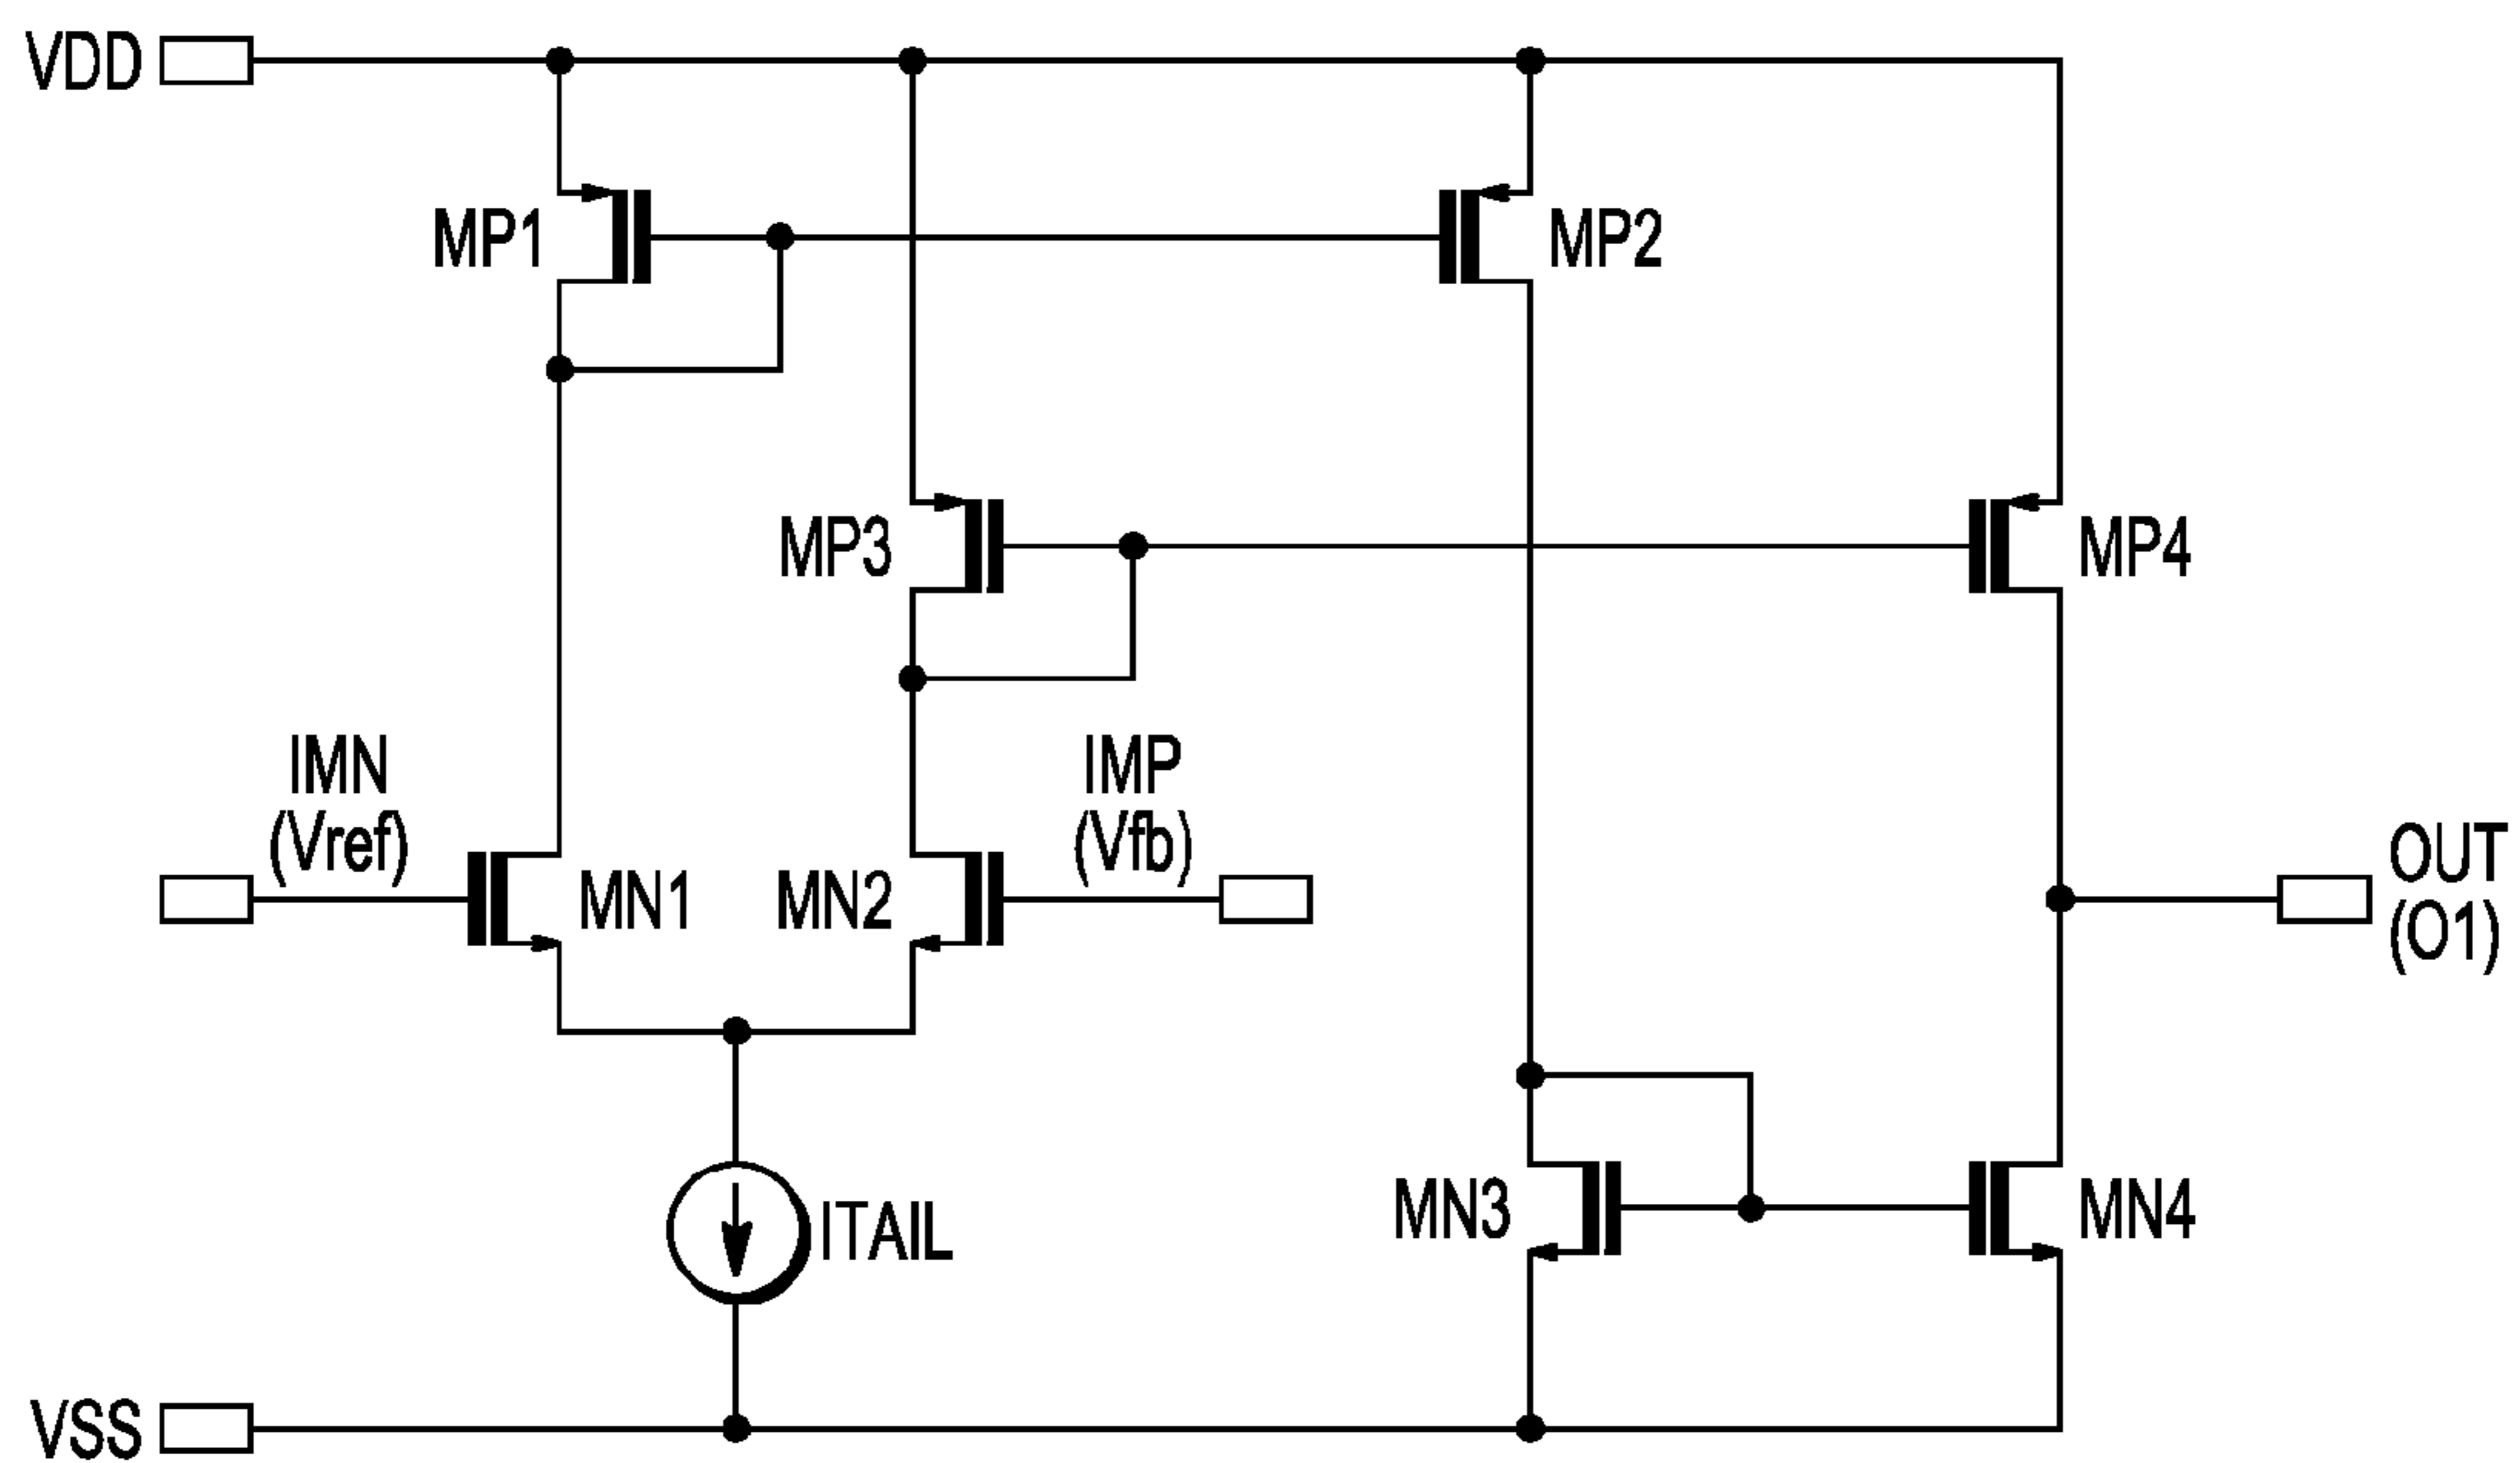 VDD
MP1
MP2
MP3
MP4
IMN
(Vref)
IMP
(Vfb)
MN1
MN2
OUT
(O1)
MN3
MN4
ITAIL
VSS